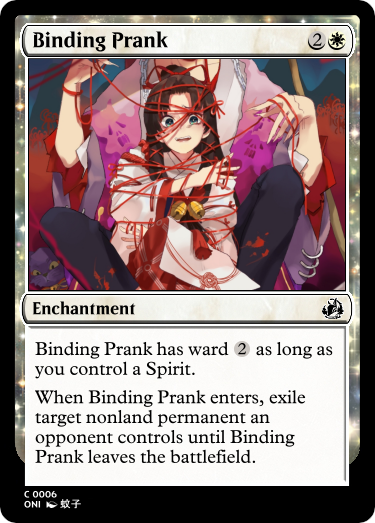 Binding Prank 2
Enchantment
Binding Prank has ward 2 as long as
you control a Spirit.
When Binding Prank enters, exile
target nonland permanent an
opponent controls until Binding
Prank leaves the battlefield.
C 0006
ONI 蚊子